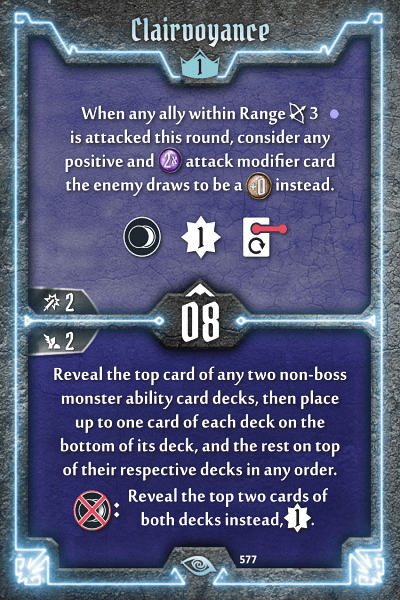 Clairvoyance
1
When any ally within Range 3
is attacked this round, consider any
positive and 2x attack modifier card
the enemy draws to be a +0 instead.
1
2
08
2
Reveal the top card of any two non-boss
monster ability card decks, then place
up to one card of each deck on the
bottom of its deck, and the rest on top
of their respective decks in any order.
: Reveal the top two cards of
both decks instead, 1.
577